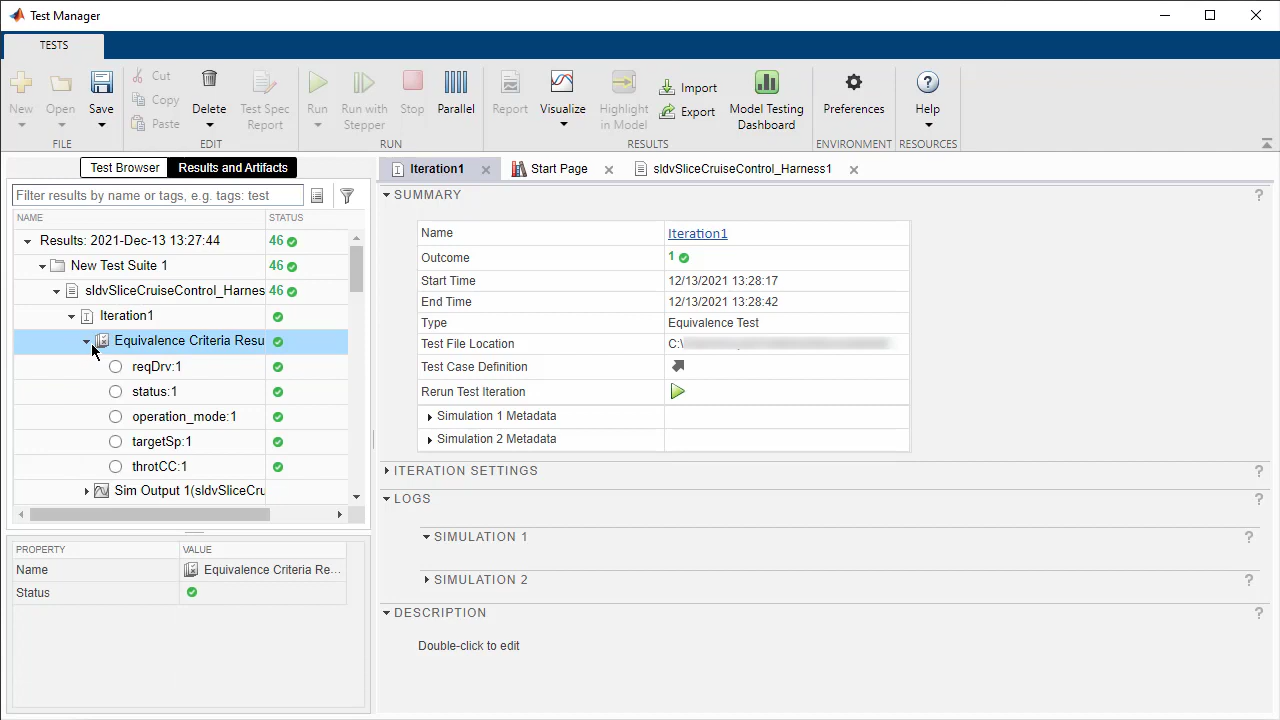 Test Manager
TESTS
New
Open
Save
Cut
Copy
Paste
Delete
Test Spec
Report
Run
Run with
Stepper
Stop
Parallel
Report
Visualize
Highlight
in Model
Import
Export
Model Testing
Dashboard
Preferences
Help
FILE
EDIT
RUN
RESULTS
ENVIRONMENT
RESOURCES
Test Browser
Results and Artifacts
Filter results by name or tags, e.g. tags: test
NAME
STATUS
Results: 2021-Dec-13 13:27:44
46
New Test Suite 1
46
sldvSliceCruiseControl_Harnes
46
Iteration1
Equivalence Criteria Resu
reqDrv:1
status:1
operation_mode:1
targetSp:1
throtCC:1
Sim Output 1(sldvSliceCru
PROPERTY
VALUE
Name
Equivalence Criteria Re...
Status
Iteration1
Start Page
sldvSliceCruiseControl_Harness1
SUMMARY
?
Name
Iteration1
Outcome
1
Start Time
12/13/2021 13:28:17
End Time
12/13/2021 13:28:42
Type
Equivalence Test
Test File Location
C:\
Test Case Definition
Rerun Test Iteration
Simulation 1 Metadata
Simulation 2 Metadata
ITERATION SETTINGS
?
LOGS
?
SIMULATION 1
?
SIMULATION 2
?
DESCRIPTION
?
Double-click to edit